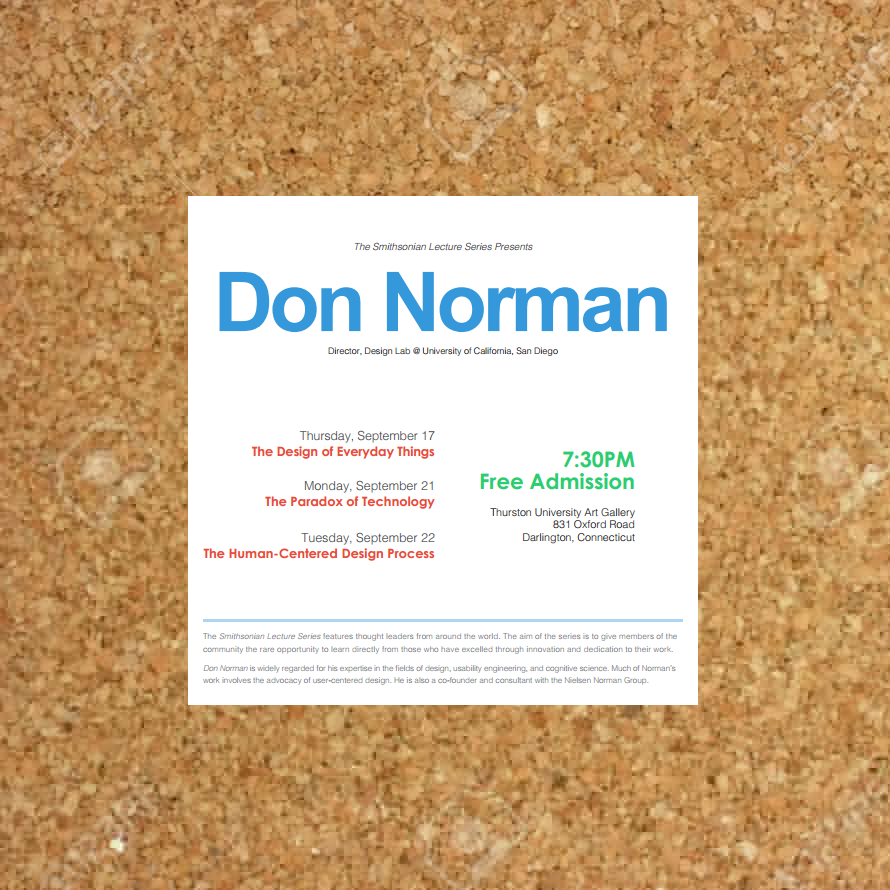 The Smithsonian Lecture Series Presents
Don Norman
Director, Design Lab @ University of California, San Diego
Thursday, September 17
The Design of Everyday Things
Monday, September 21
The Paradox of Technology
Tuesday, September 22
The Human-Centered Design Process
7:30PM
Free Admission
Thurston University Art Gallery
831 Oxford Road
Darlington, Connecticut
The Smithsonian Lecture Series features thought leaders from around the world. The aim of the series is to give members of the
community the rare opportunity to learn directly from those who have excelled through innovation and dedication to their work.
Don Norman is widely regarded for his expertise in the fields of design, usability engineering, and cognitive science. Much of Norman's
work involves the advocacy of user-centered design. He is also a co-founder and consultant with the Nielsen Norman Group.